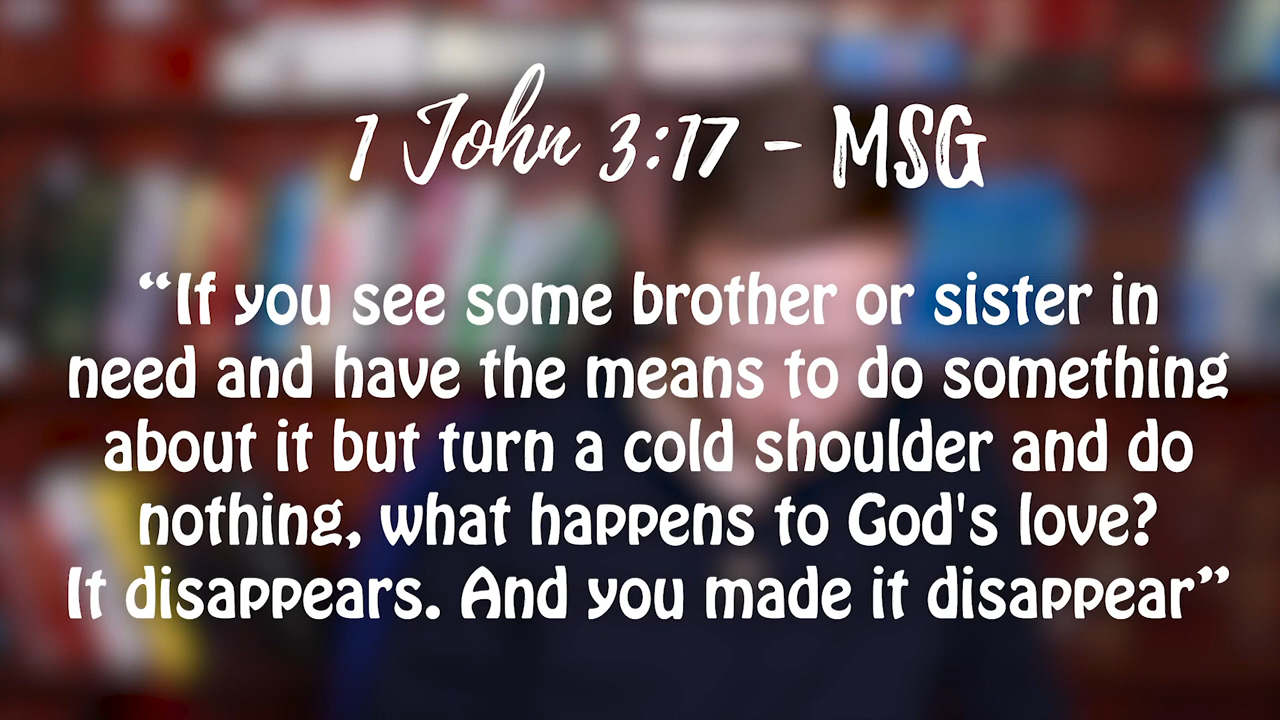 1 John 3:17 - MSG
“If you see some brother or sister in
need and have the means to do something
about it but turn a cold shoulder and do
nothing, what happens to God's love?
It disappears. And you made it disappear”